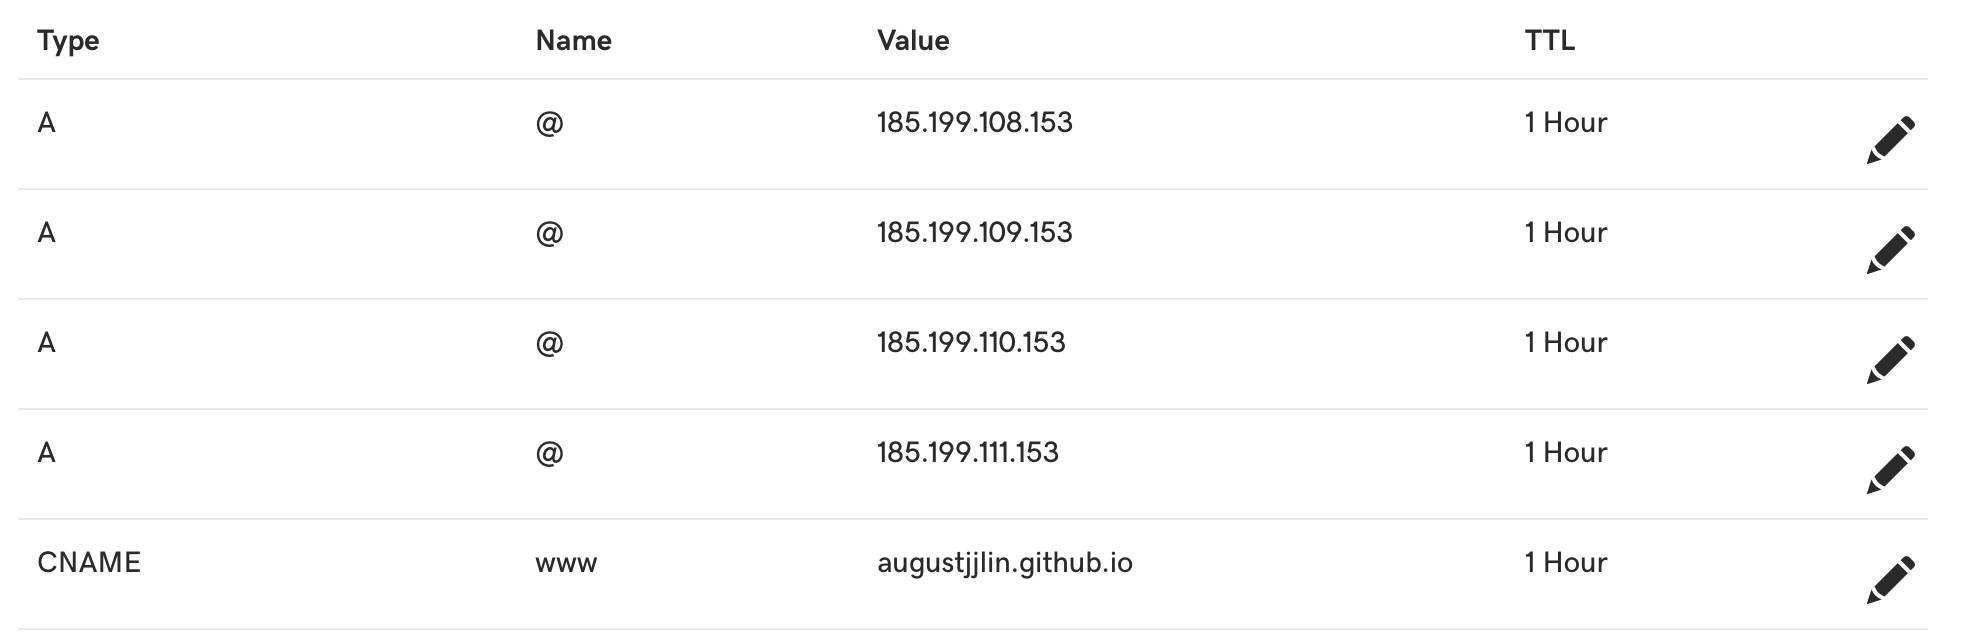 Type Name Value TTL
A @ 185.199.108.153 1 Hour
A @ 185.199.109.153 1 Hour
A @ 185.199.110.153 1 Hour
A @ 185.199.111.153 1 Hour
CNAME www augustjjlin.github.io 1 Hour